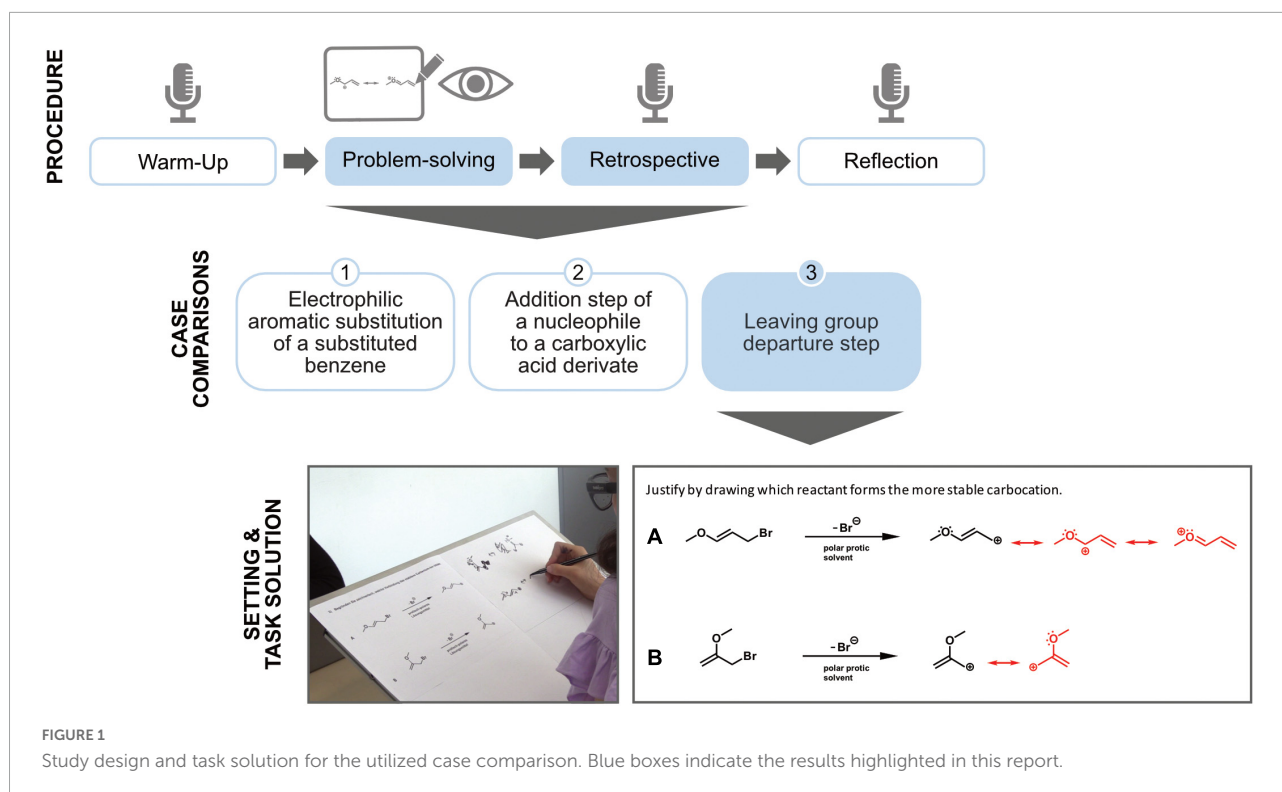 PROCEDURE
Warm-Up
Problem-solving
Retrospective
Reflection
CASE
COMPARISONS
1
Electrophilic
aromatic substitution
of a substituted
benzene
2
Addition step of
a nucleophile
to a carboxylic
acid derivate
3
Leaving group
departure step
SETTING &
TASK SOLUTION
Justify by drawing which reactant forms the more stable carbocation.
A
O Br
-Br⊖
polar protic
solvent
O ⊕
O ⊕
⊕ O
B
O Br
-Br⊖
polar protic
solvent
O ⊕
O ⊕
FIGURE 1
Study design and task solution for the utilized case comparison. Blue boxes indicate the results highlighted in this report.